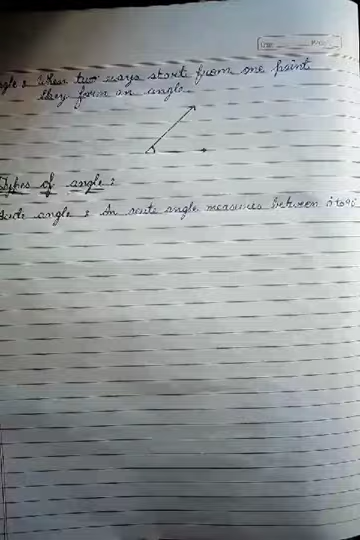 gle : When two rays start from one point
they form an angle
Types of angle :
cute angle : An acute angle measures between